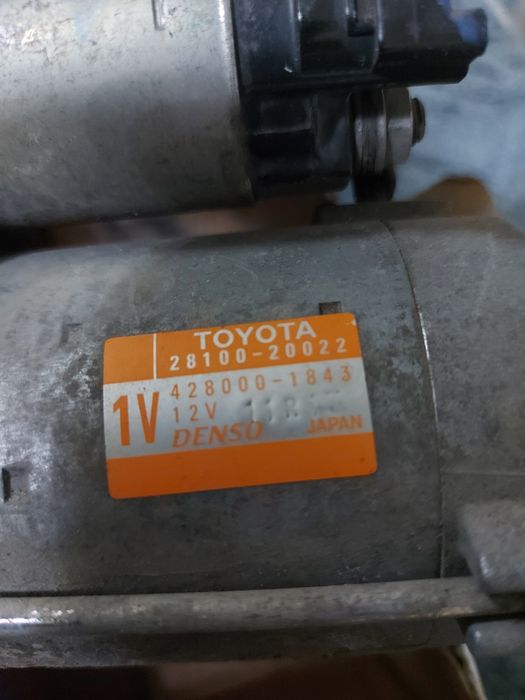 TOYOTA
28100-20022
1V
428000-1843
12V
DENSO JAPAN